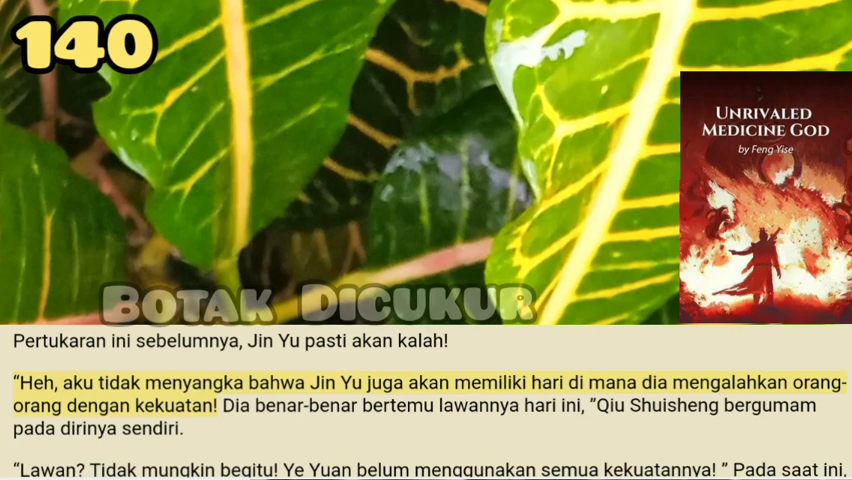 140
UNRIVALED
MEDICINE GOD
by Feng Yise
BOTAK DICUKUR
Pertukaran ini sebelumnya, Jin Yu pasti akan kalah!
“Heh, aku tidak menyangka bahwa Jin Yu juga akan memiliki hari di mana dia mengalahkan orang-
orang dengan kekuatan! Dia benar-benar bertemu lawannya hari ini, ”Qiu Shuisheng bergumam
pada dirinya sendiri.
“Lawan? Tidak mungkin begitu! Ye Yuan belum menggunakan semua kekuatannya! ” Pada saat ini,